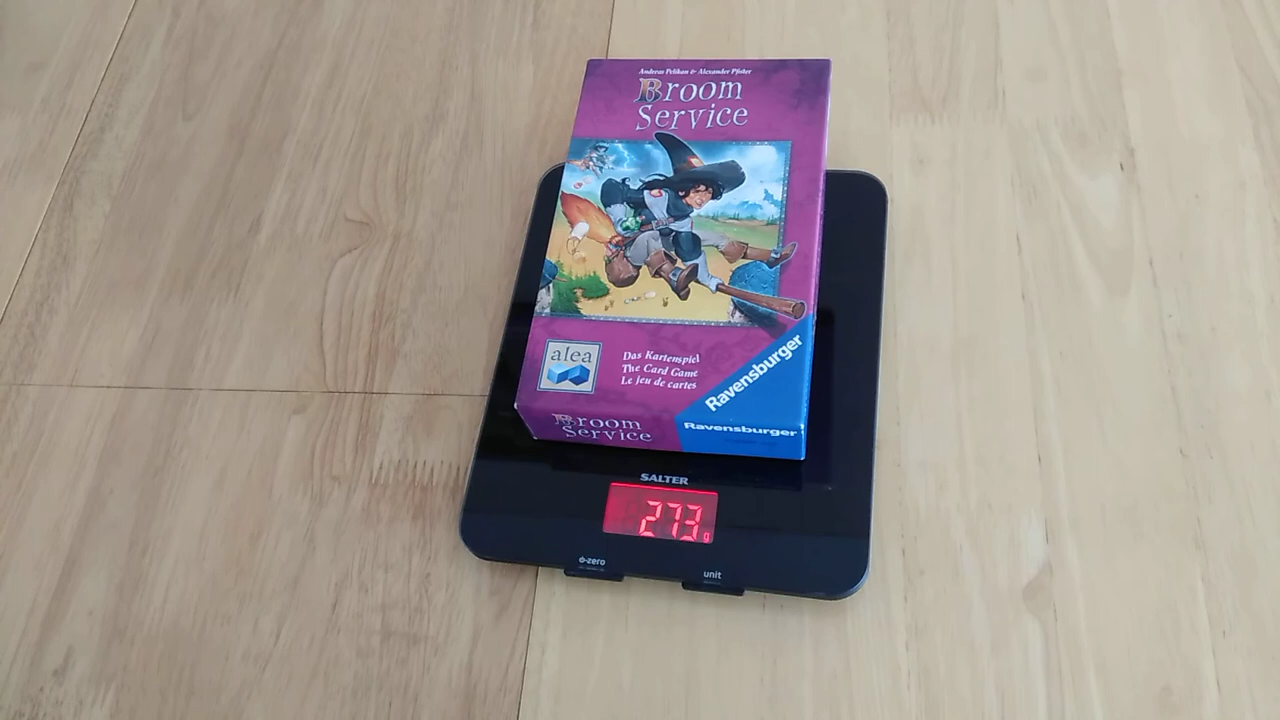 Andreas Pelikan & Alexander Pfister
Broom
Service
alea
Das Kartenspiel
The Card Game
Le jeu de cartes
Ravensburger
Broom
Service
Ravensburger
SALTER
273 g
zero
unit